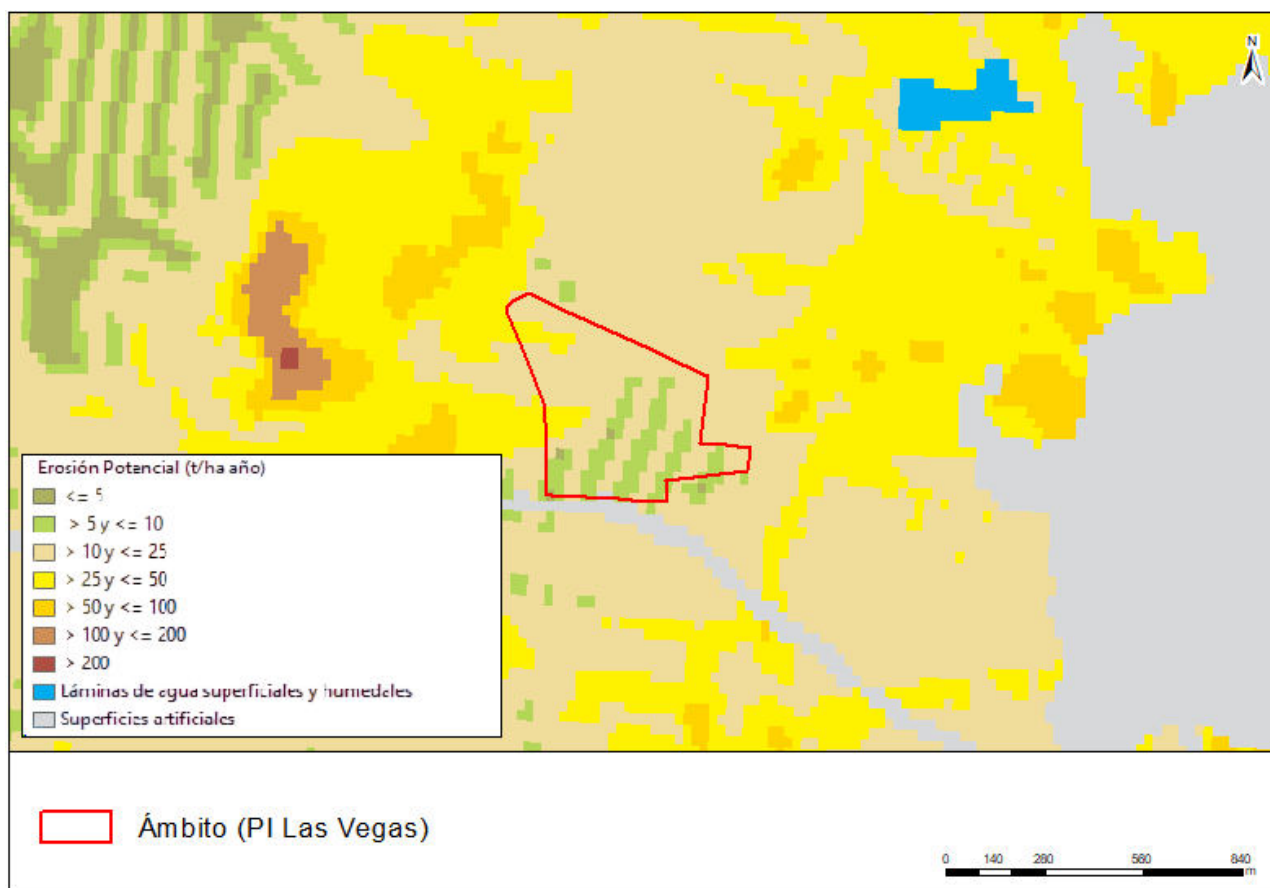 N
Erosión Potencial (t/ha año)
<= 5
> 5 y <= 10
> 10 y <= 25
> 25 y <= 50
> 50 y <= 100
> 100 y <= 200
> 200
Láminas de agua superficiales y humedales
Superficies artificiales
Ámbito (PI Las Vegas)
0 140 280 560 840
m